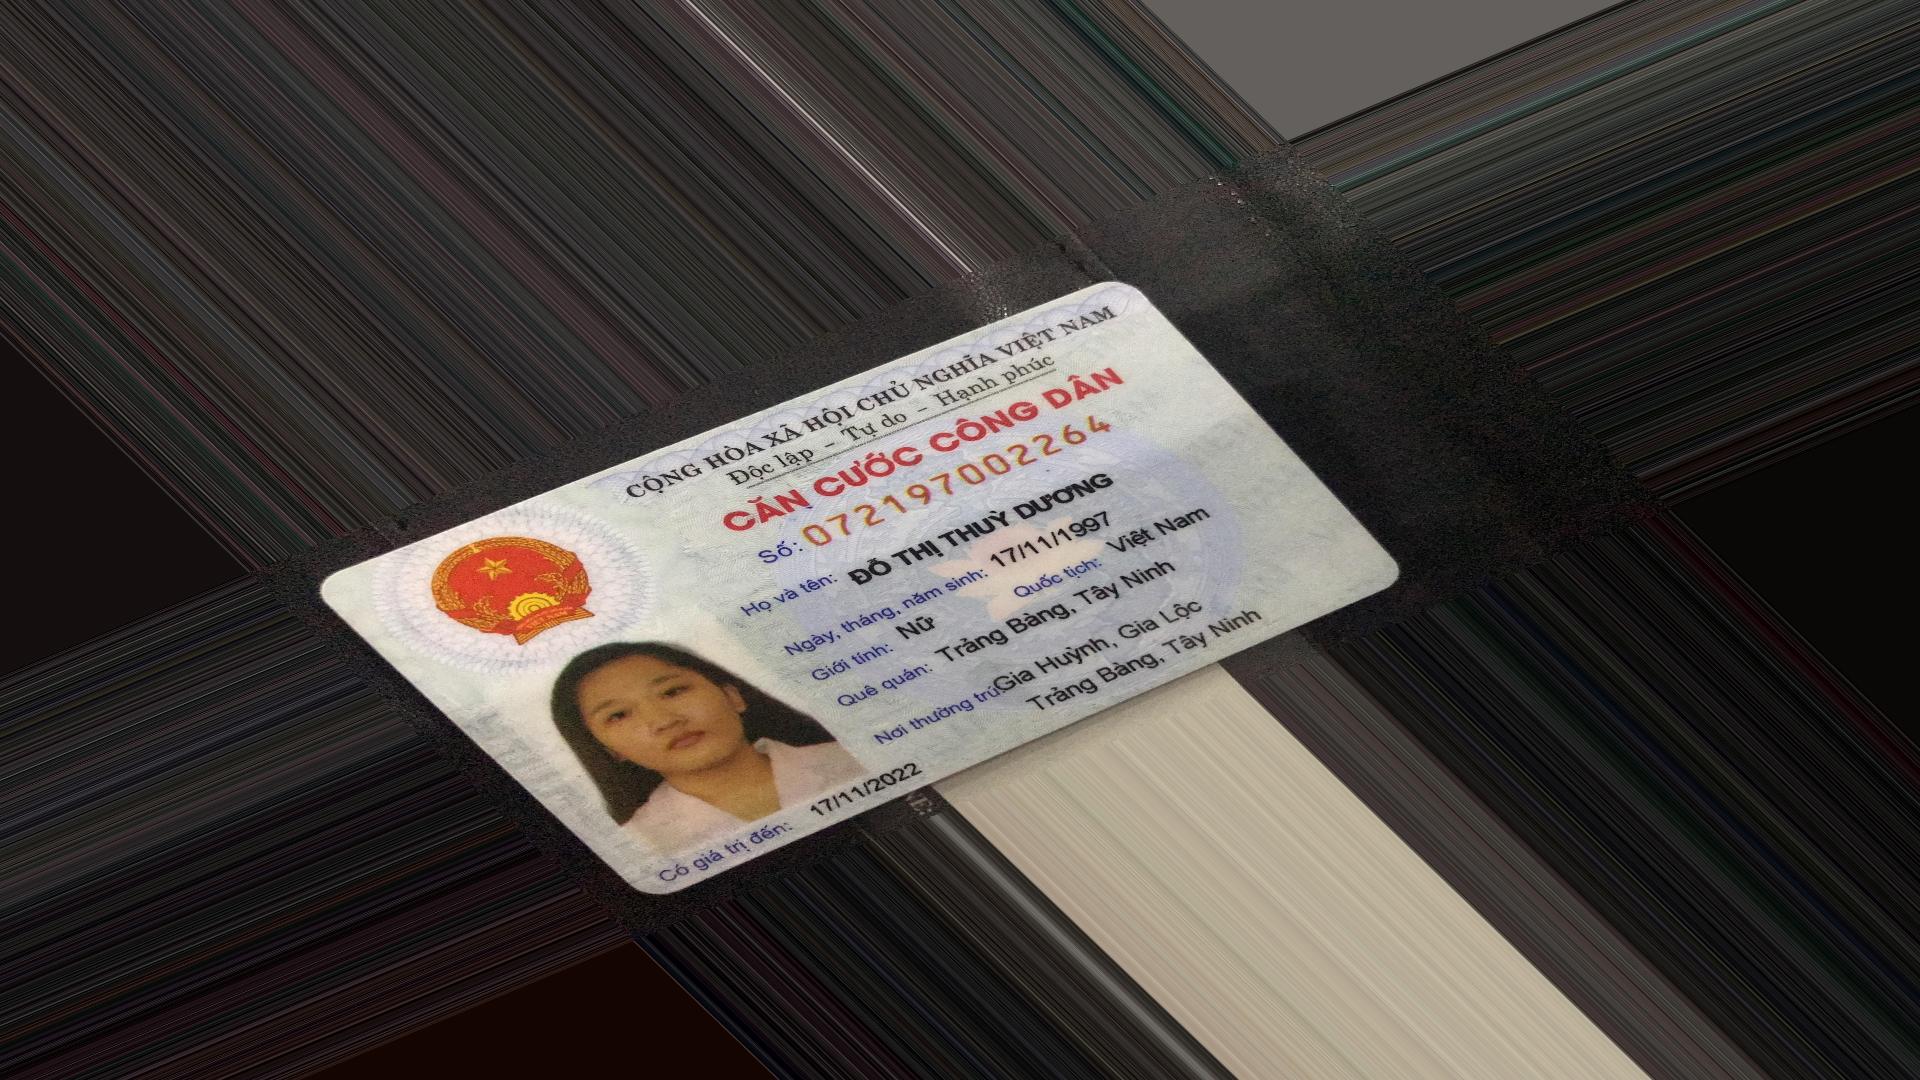 CỘNG HÒA XÃ HỘI CHỦ NGHĨA VIỆT NAM
Độc lập - Tự do - Hạnh phúc
CĂN CƯỚC CÔNG DÂN
Số: 072197002264
Họ và tên: ĐỖ THỊ THUỲ DƯƠNG
Ngày, tháng, năm sinh: 17/11/1997
Giới tính: Nữ Quốc tịch: Việt Nam
Quê quán: Trảng Bàng, Tây Ninh
Nơi thường trú: Gia Huỳnh, Gia Lộc
Trảng Bàng, Tây Ninh
Có giá trị đến: 17/11/2022